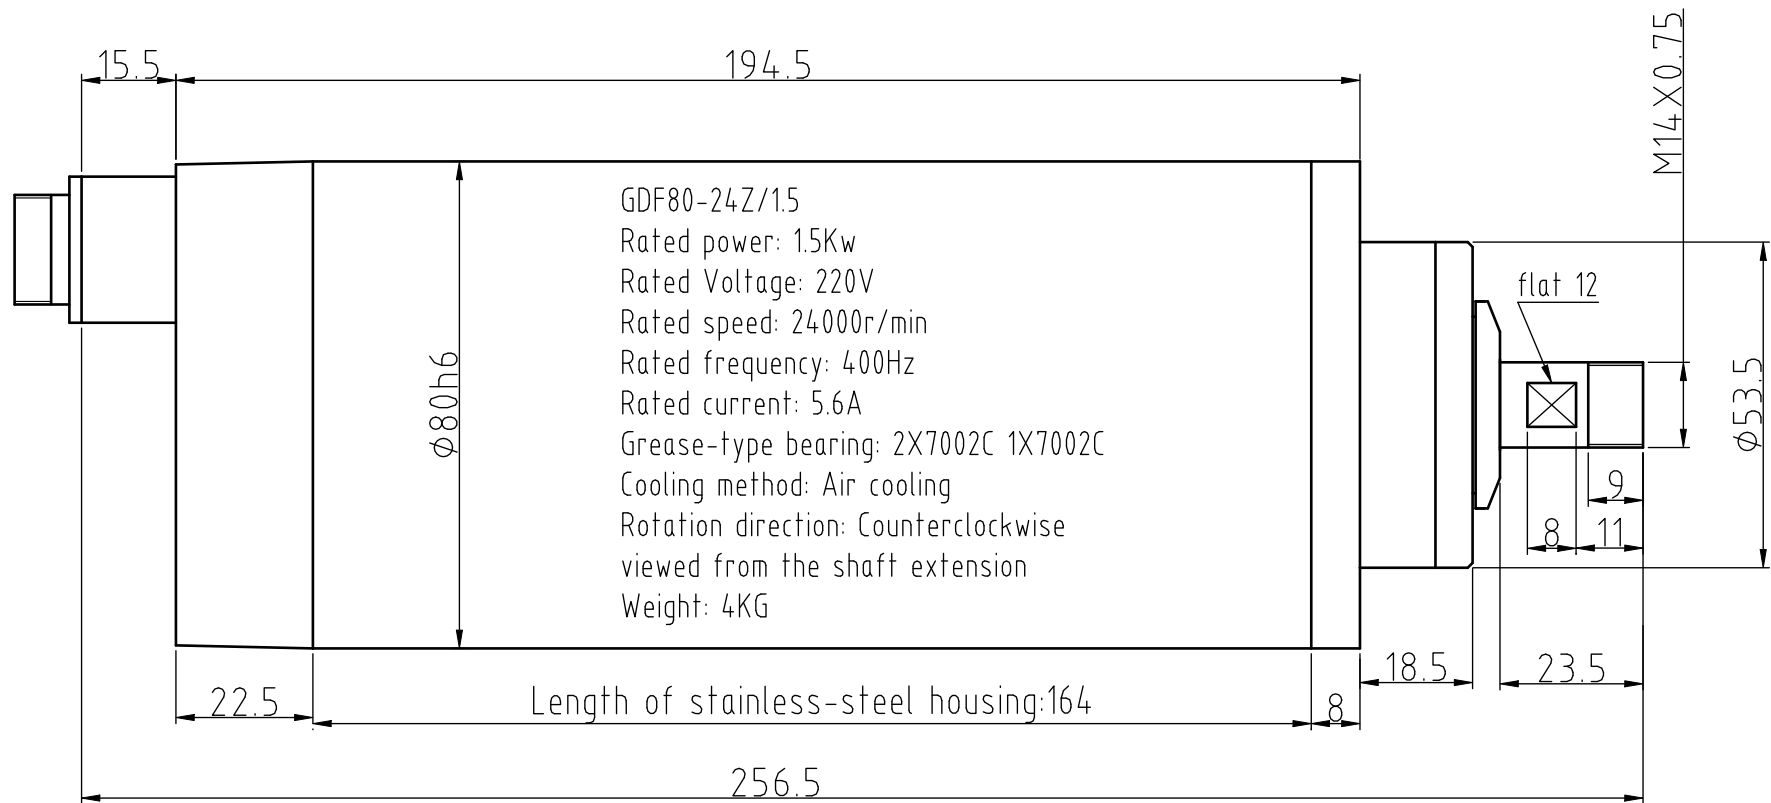 15.5
194.5
M14X0.75
GDF80-24Z/1.5
Rated power: 1.5Kw
Rated Voltage: 220V
Rated speed: 24000r/min
Rated frequency: 400Hz
Rated current: 5.6A
Grease-type bearing: 2X7002C 1X7002C
Cooling method: Air cooling
Rotation direction: Counterclockwise
viewed from the shaft extension
Weight: 4KG
ϕ80h6
flat 12
ϕ53.5
9
8
11
18.5
23.5
22.5
Length of stainless-steel housing:164
8
256.5